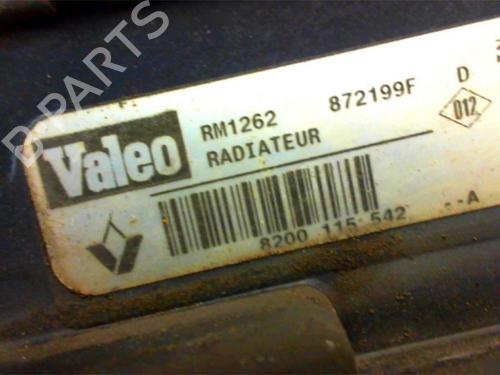 B-PARTS
Valeo
RM1262 872199F D
RADIATEUR
012
8200 115 542 --A